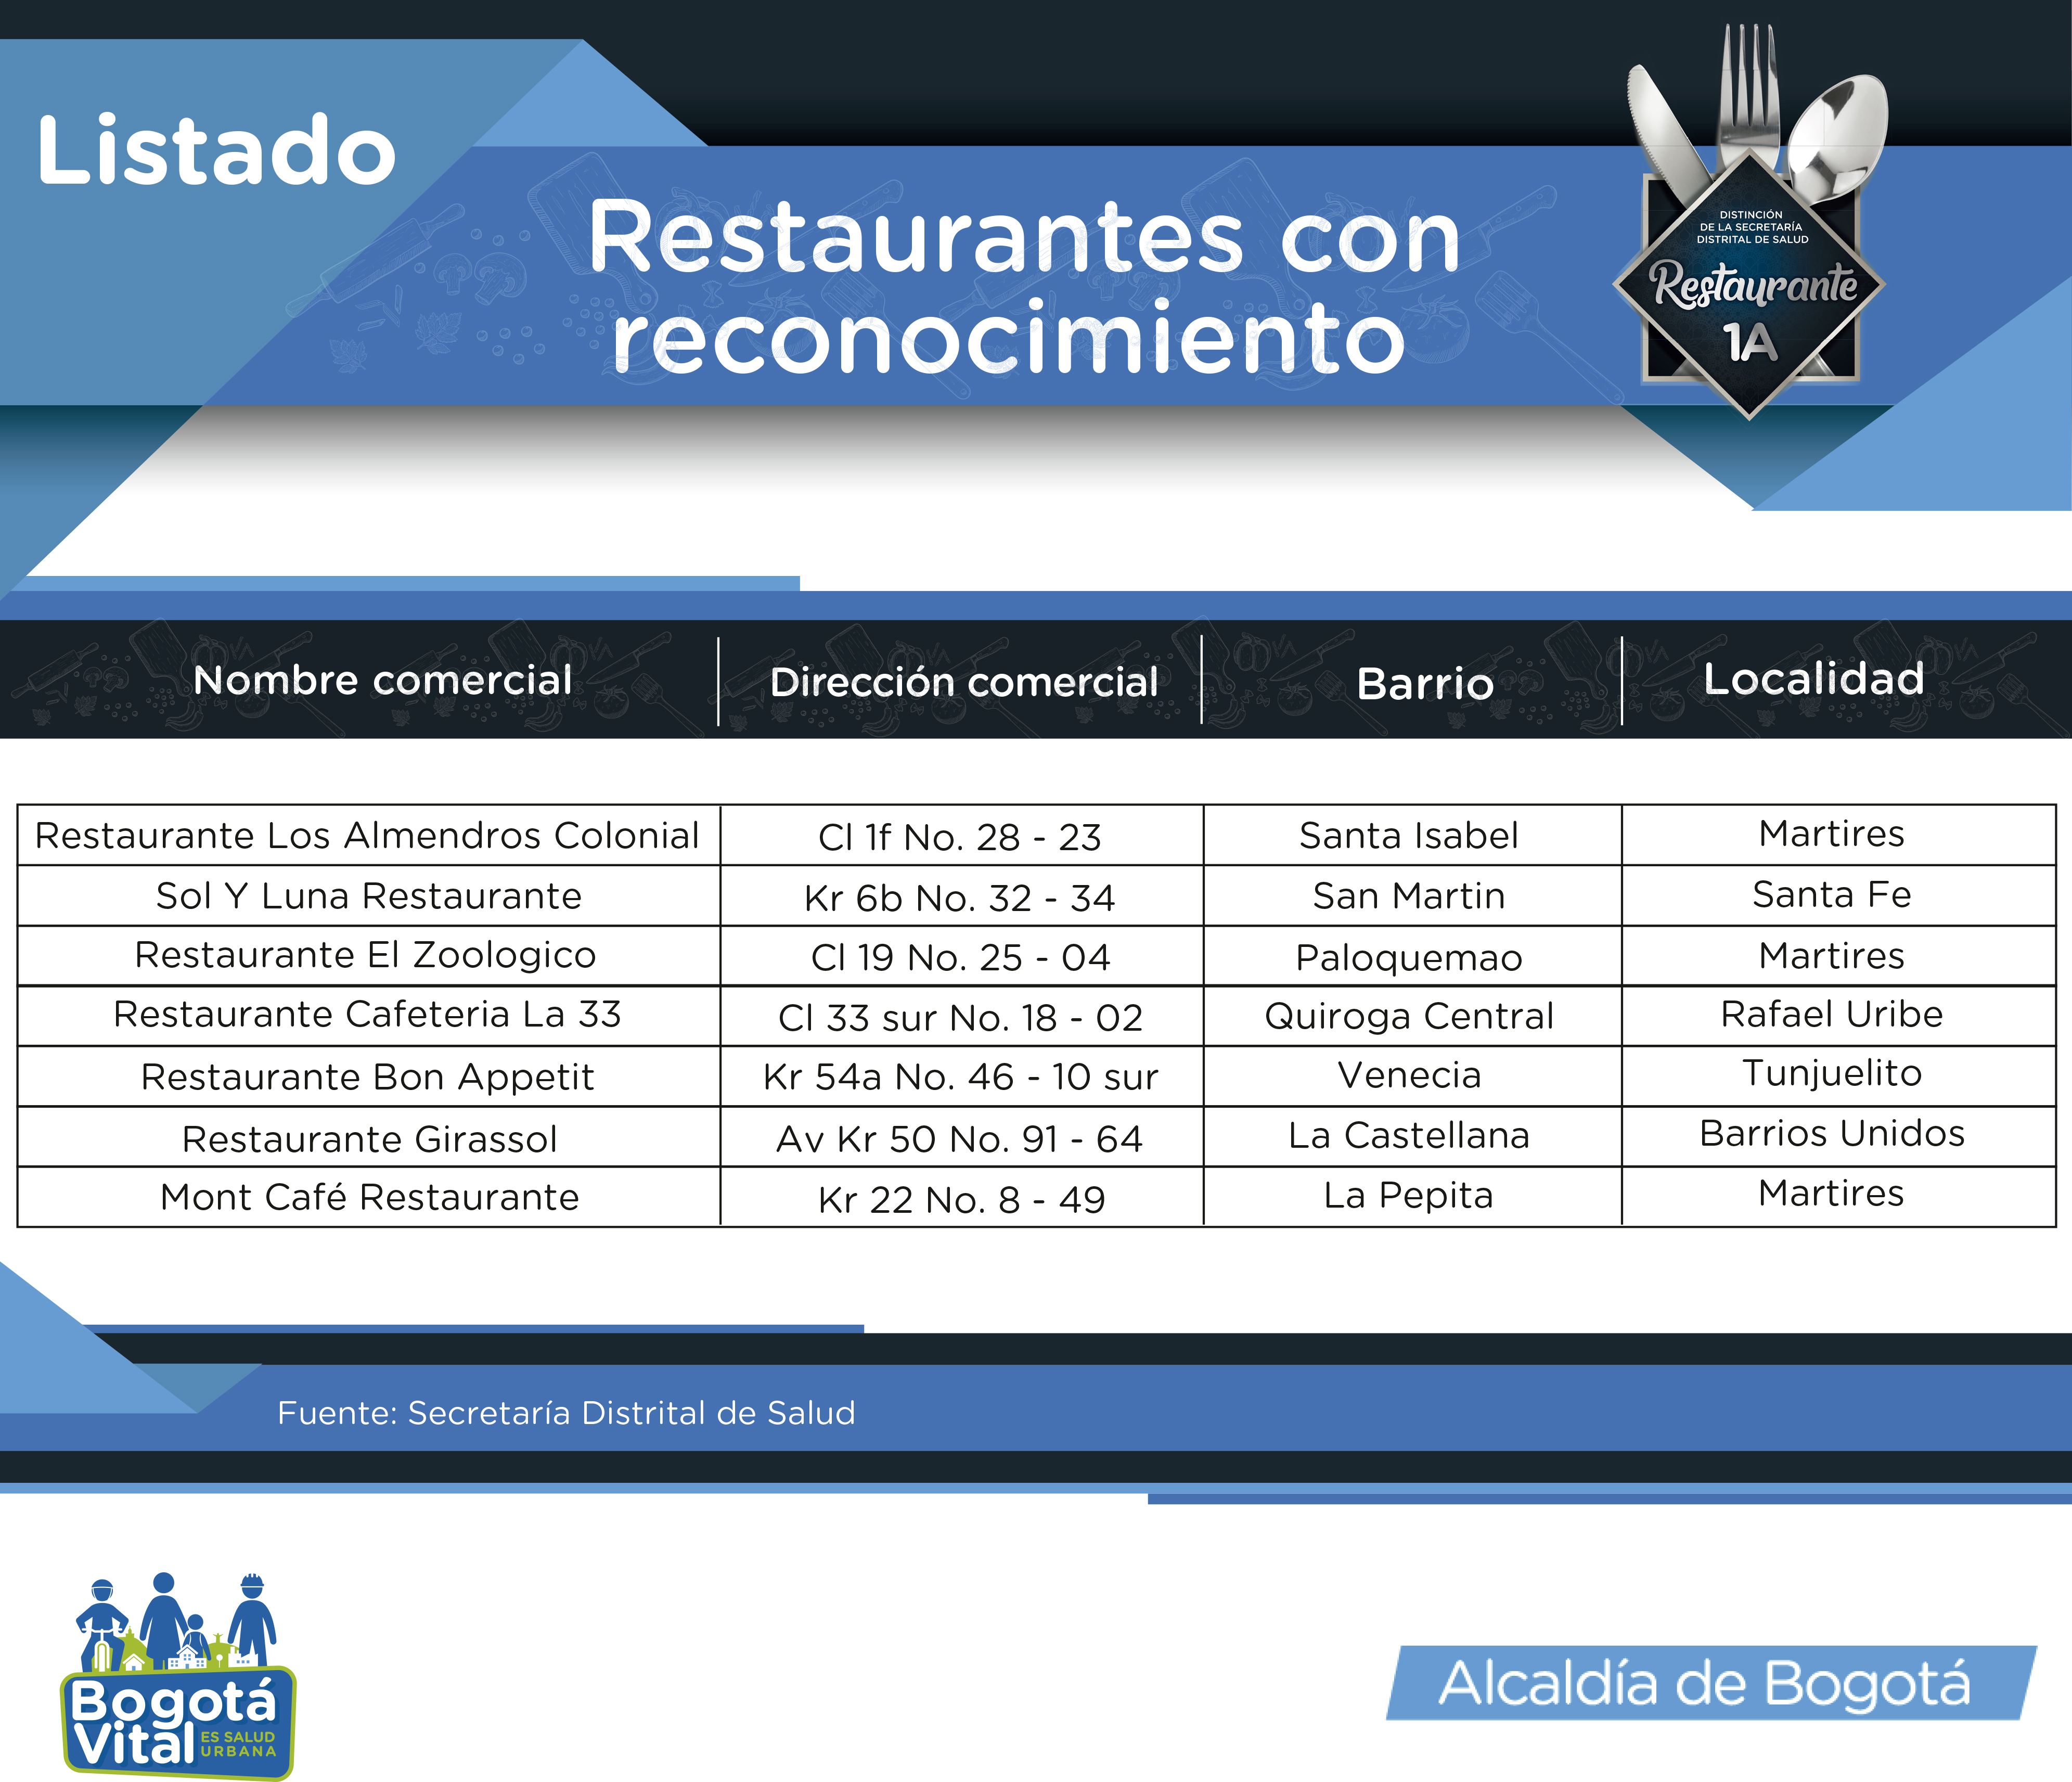 Listado
Restaurantes con
reconocimiento
DISTINCIÓN
DE LA SECRETARÍA
DISTRITAL DE SALUD
Restaurante
1A
Nombre comercial Dirección comercial Barrio Localidad
Restaurante Los Almendros Colonial Cl 1f No. 28 - 23 Santa Isabel Martires
Sol Y Luna Restaurante Kr 6b No. 32 - 34 San Martin Santa Fe
Restaurante El Zoologico Cl 19 No. 25 - 04 Paloquemao Martires
Restaurante Cafeteria La 33 Cl 33 sur No. 18 - 02 Quiroga Central Rafael Uribe
Restaurante Bon Appetit Kr 54a No. 46 - 10 sur Venecia Tunjuelito
Restaurante Girassol Av Kr 50 No. 91 - 64 La Castellana Barrios Unidos
Mont Café Restaurante Kr 22 No. 8 - 49 La Pepita Martires
Fuente: Secretaría Distrital de Salud
Bogotá
Vital ES SALUD
URBANA
Alcaldía de Bogotá